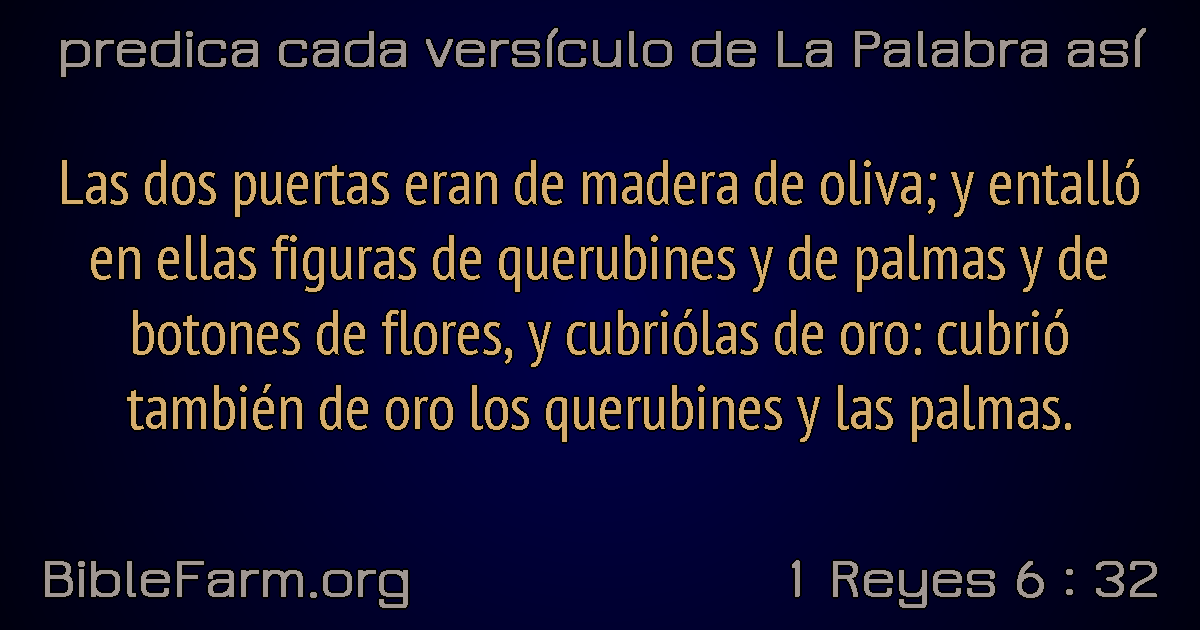 predica cada versículo de La Palabra así
Las dos puertas eran de madera de oliva; y entalló
en ellas figuras de querubines y de palmas y de
botones de flores, y cubriólas de oro: cubrió
también de oro los querubines y las palmas.
BibleFarm.org
1 Reyes 6 : 32